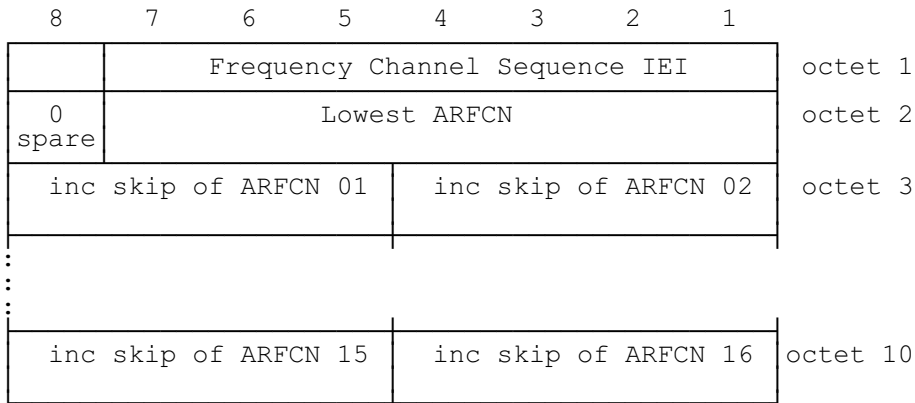 8 7 6 5 4 3 2 1
Frequency Channel Sequence IEI octet 1
0 Lowest ARFCN octet 2
spare
inc skip of ARFCN 01 inc skip of ARFCN 02 octet 3
inc skip of ARFCN 15 inc skip of ARFCN 16 octet 10